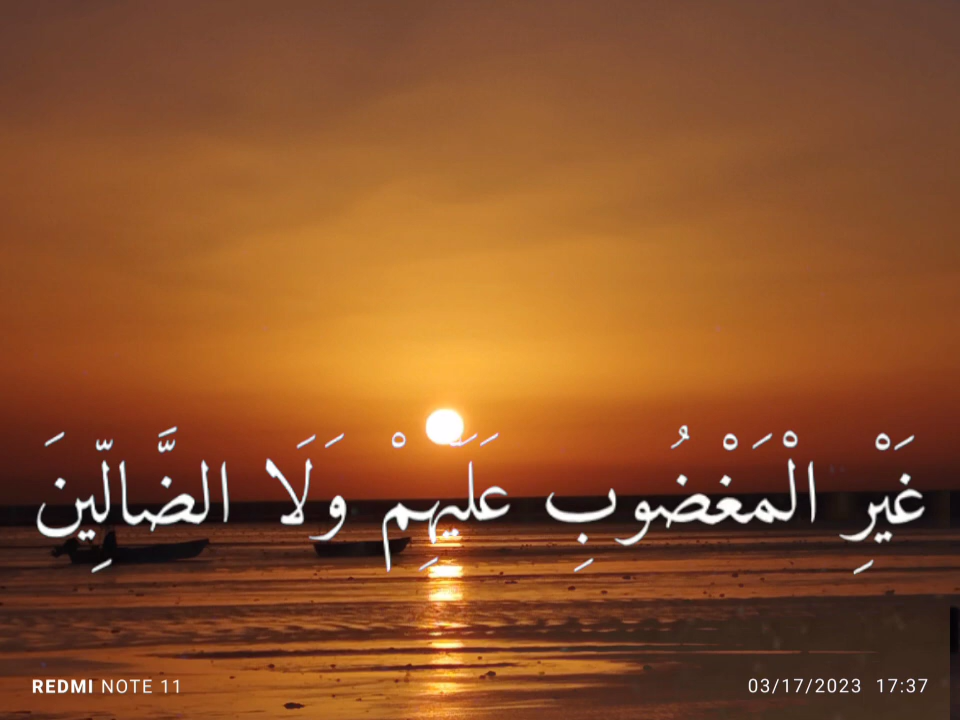 غَيْرِ الْمَغْضُوبِ عَلَيْهِمْ وَلَا الضَّالِّينَ
REDMI NOTE 11
03/17/2023 17:37